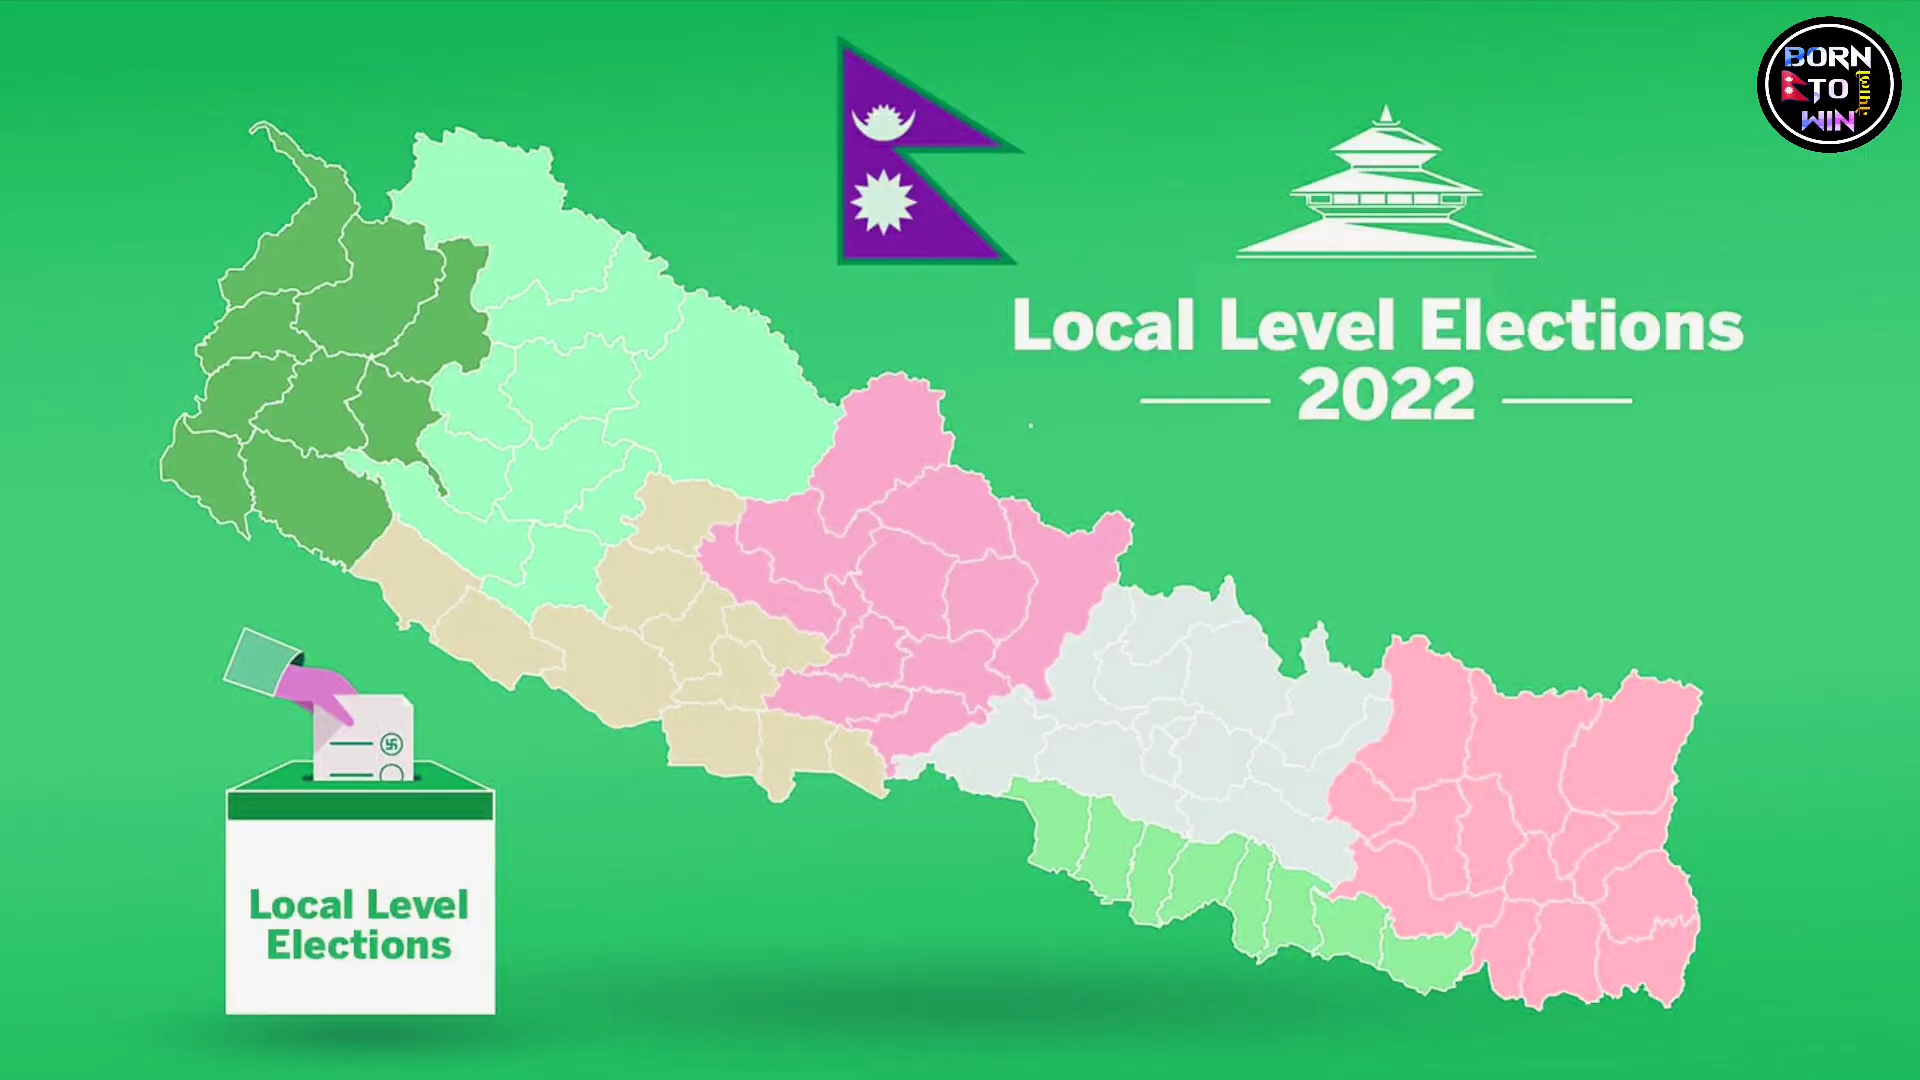 BORN
TO
WIN
Local Level Elections
2022
Local Level
Elections